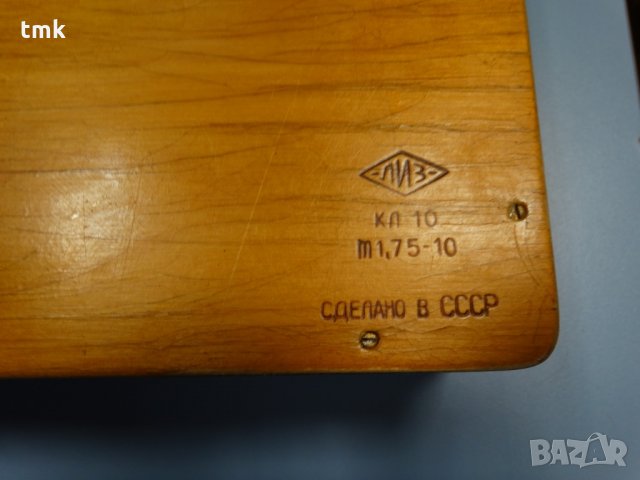 tmk
ЛИЗ
КЛ 10
m1,75-10
СДЕЛАНО В СССР
BAZAR